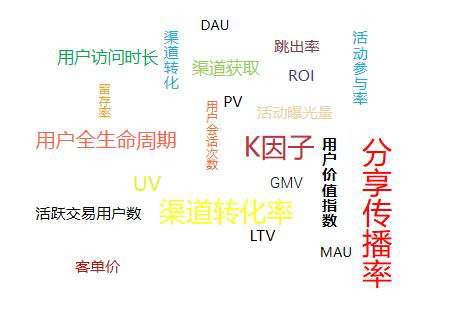 DAU
渠道转化
跳出率
活动参与率
用户访问时长
渠道获取
ROI
留存率
PV
用户会话次数
活动曝光量
用户全生命周期
K因子
用户价值指数
分享传播率
UV
GMV
活跃交易用户数
渠道转化率
LTV
MAU
客单价